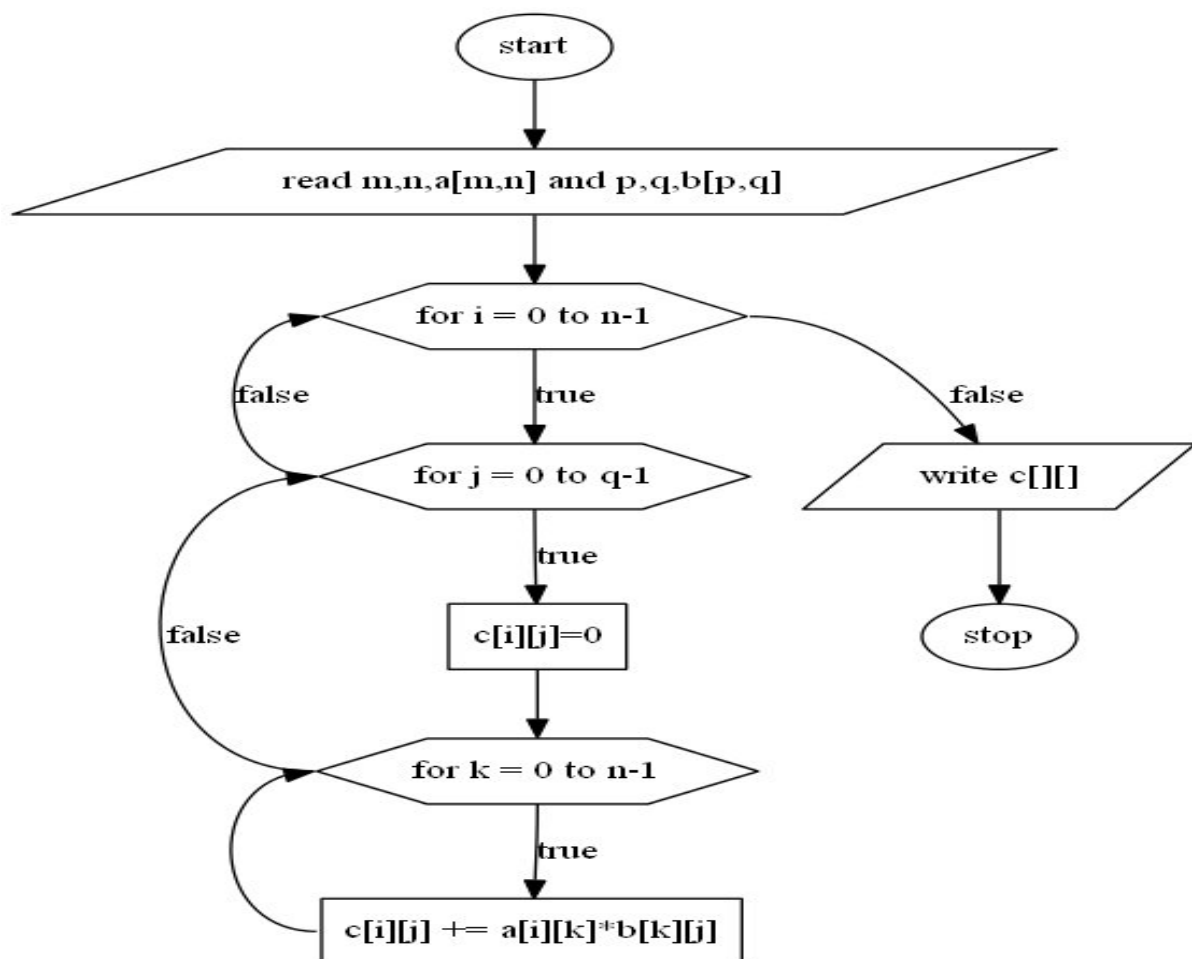 start
read m,n,a[m,n] and p,q,b[p,q]
for i = 0 to n-1
false
true
false
for j = 0 to q-1
write c[][]
true
false
c[i][j]=0
stop
for k = 0 to n-1
true
c[i][j] += a[i][k]*b[k][j]